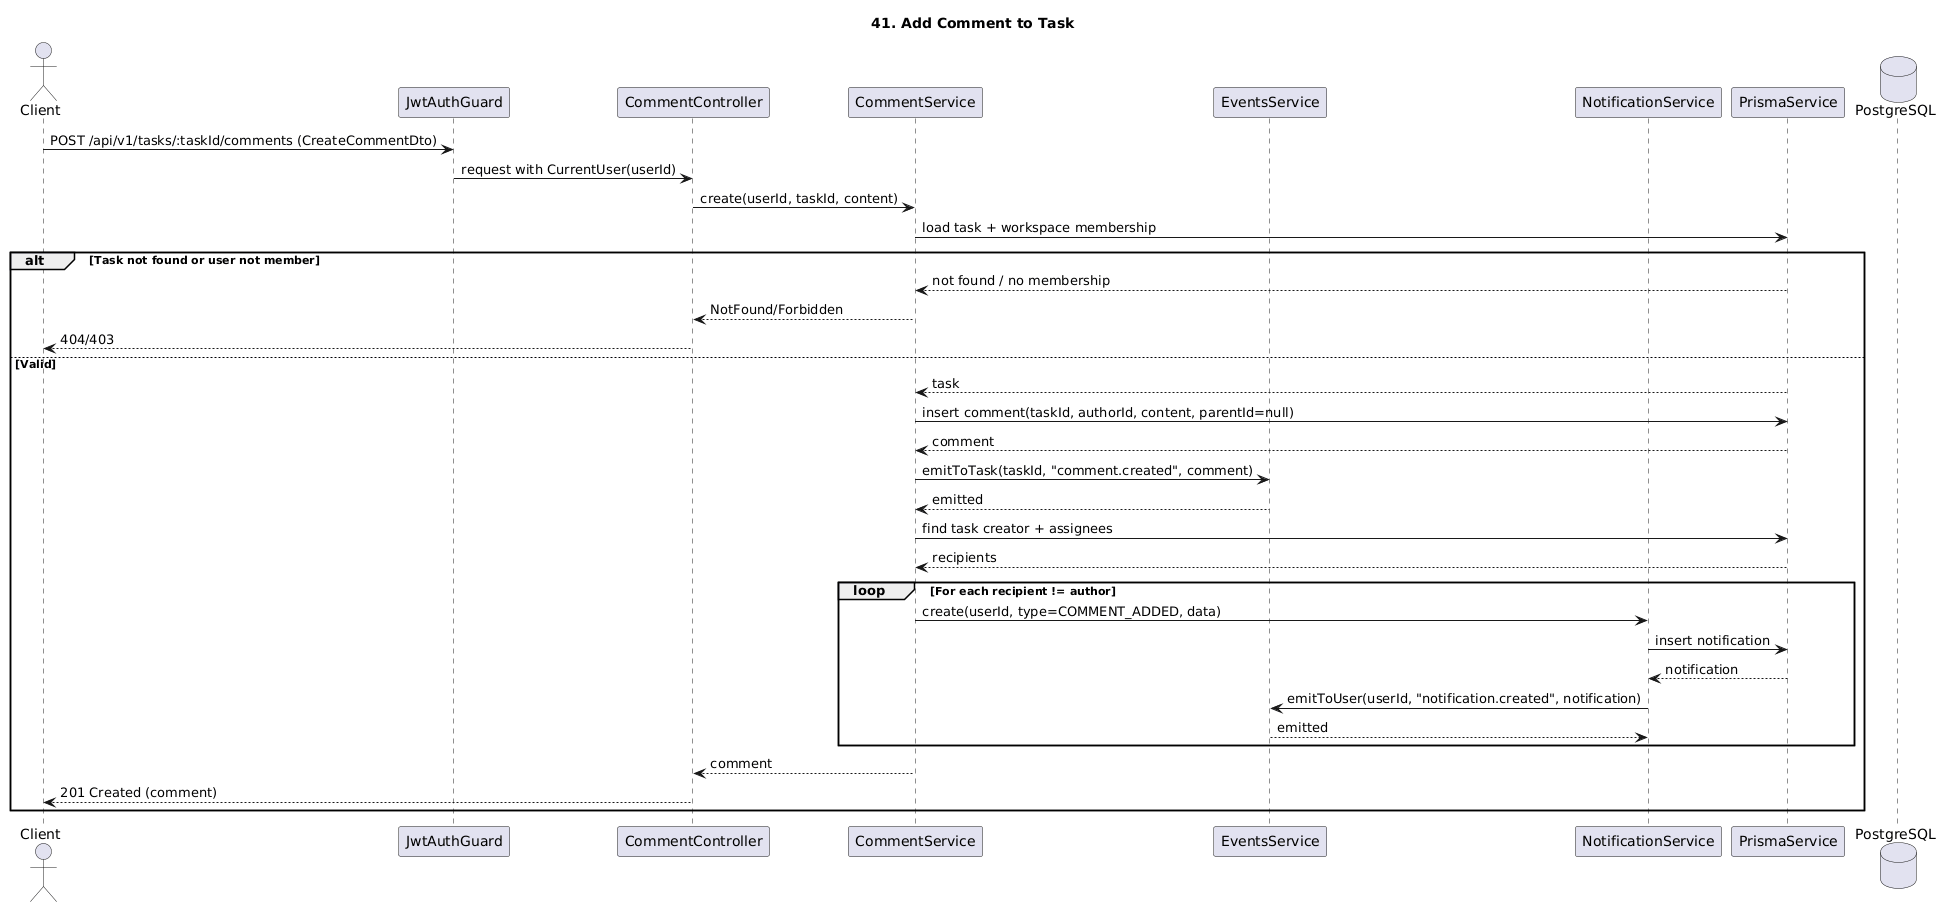 41. Add Comment to Task
Client
JwtAuthGuard
CommentController
CommentService
EventsService
NotificationService
PrismaService
PostgreSQL
POST /api/v1/tasks/:taskId/comments (CreateCommentDto)
request with CurrentUser(userId)
create(userId, taskId, content)
load task + workspace membership
alt
[Task not found or user not member]
not found / no membership
NotFound/Forbidden
404/403
[Valid]
task
insert comment(taskId, authorId, content, parentId=null)
comment
emitToTask(taskId, "comment.created", comment)
emitted
find task creator + assignees
recipients
loop
[For each recipient != author]
create(userId, type=COMMENT_ADDED, data)
insert notification
notification
emitToUser(userId, "notification.created", notification)
emitted
comment
201 Created (comment)
Client
JwtAuthGuard
CommentController
CommentService
EventsService
NotificationService
PrismaService
PostgreSQL